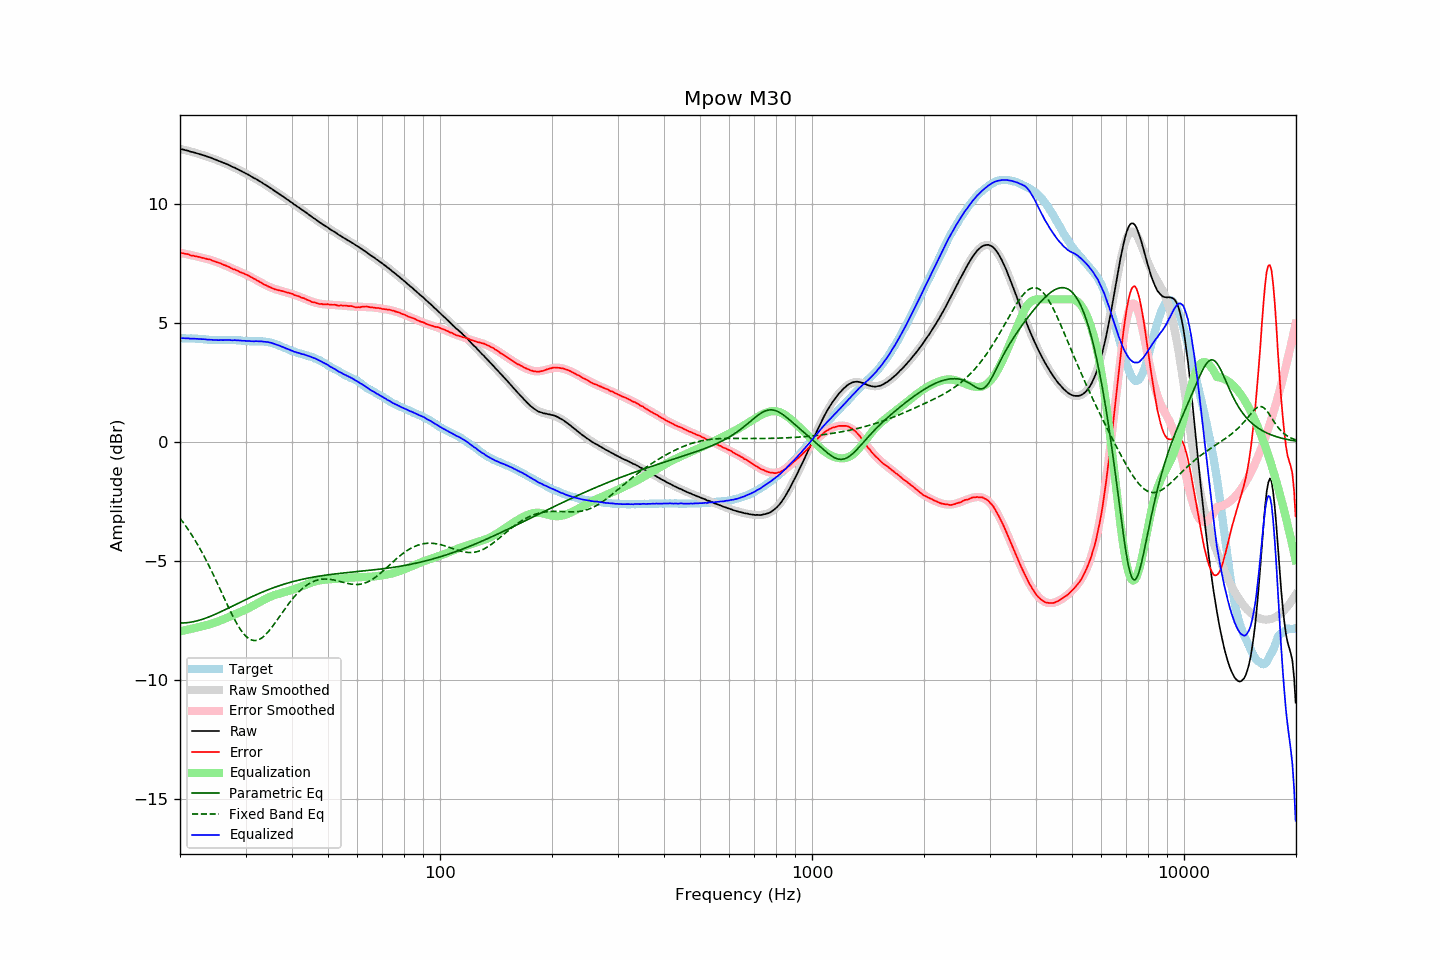 Mpow M30
10
5
0
−5
−10
−15
Amplitude (dBr)
Target
Raw Smoothed
Error Smoothed
Raw
Error
Equalization
Parametric Eq
Fixed Band Eq
Equalized
100
1000
10000
Frequency (Hz)